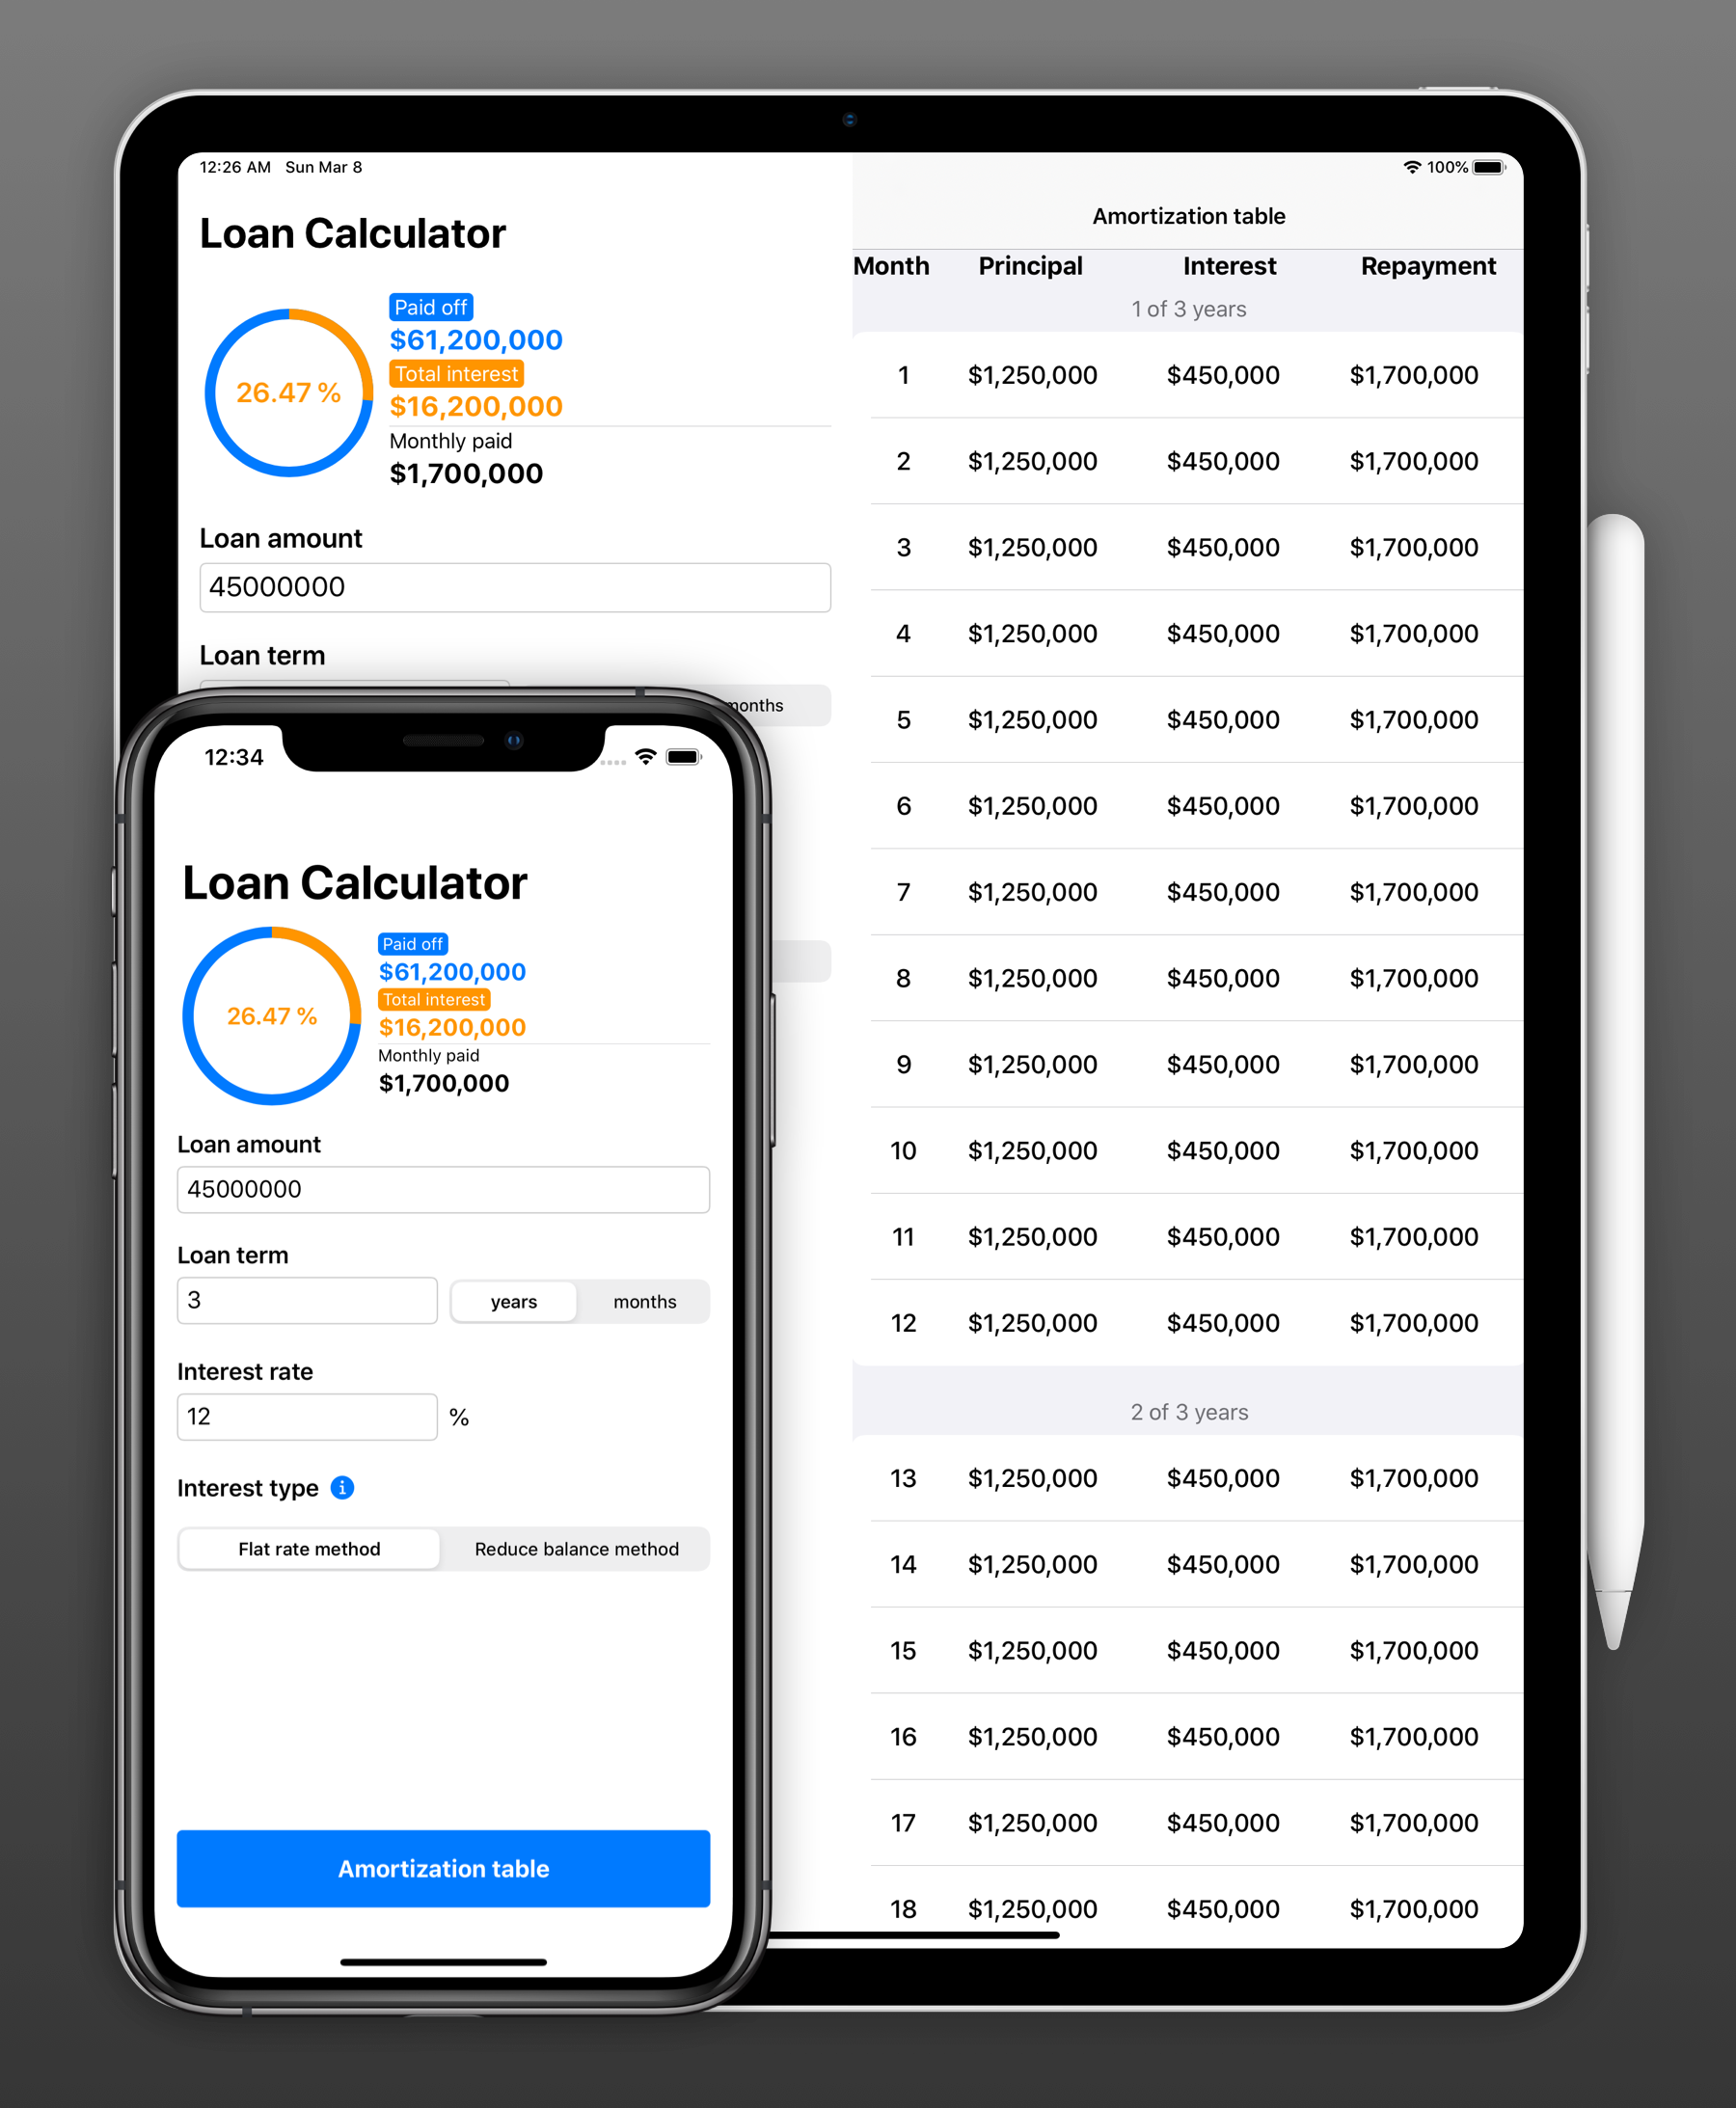 12:26 AM Sun Mar 8
100%
Loan Calculator
26.47 %
Paid off
$61,200,000
Total interest
$16,200,000
Monthly paid
$1,700,000
Loan amount
45000000
Loan term
months
Amortization table
Month Principal Interest Repayment
1 of 3 years
1 $1,250,000 $450,000 $1,700,000
2 $1,250,000 $450,000 $1,700,000
3 $1,250,000 $450,000 $1,700,000
4 $1,250,000 $450,000 $1,700,000
5 $1,250,000 $450,000 $1,700,000
6 $1,250,000 $450,000 $1,700,000
7 $1,250,000 $450,000 $1,700,000
8 $1,250,000 $450,000 $1,700,000
9 $1,250,000 $450,000 $1,700,000
10 $1,250,000 $450,000 $1,700,000
11 $1,250,000 $450,000 $1,700,000
12 $1,250,000 $450,000 $1,700,000
2 of 3 years
13 $1,250,000 $450,000 $1,700,000
14 $1,250,000 $450,000 $1,700,000
15 $1,250,000 $450,000 $1,700,000
16 $1,250,000 $450,000 $1,700,000
17 $1,250,000 $450,000 $1,700,000
18 $1,250,000 $450,000 $1,700,000
12:34
Loan Calculator
26.47 %
Paid off
$61,200,000
Total interest
$16,200,000
Monthly paid
$1,700,000
Loan amount
45000000
Loan term
3 years months
Interest rate
12 %
Interest type i
Flat rate method Reduce balance method
Amortization table